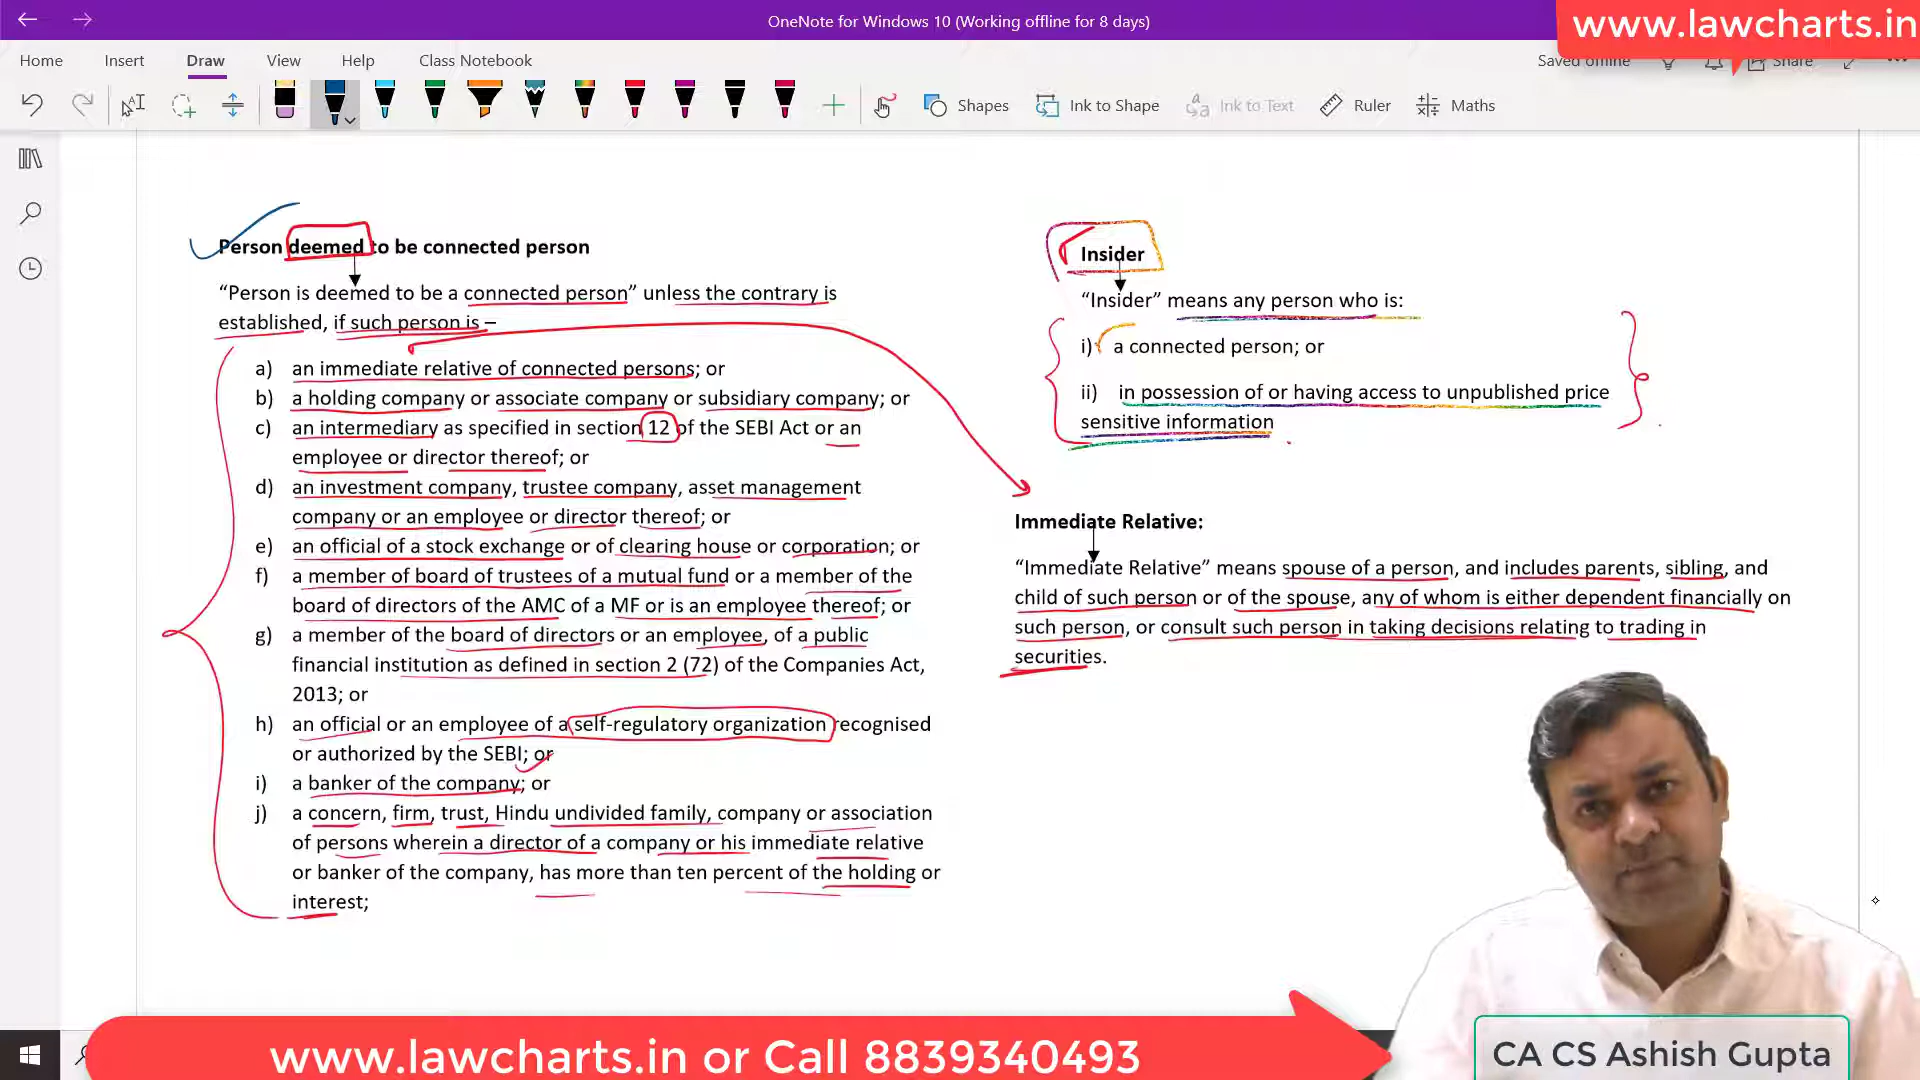 OneNote for Windows 10 (Working offline for 8 days)
www.lawcharts.in
Home Insert Draw View Help Class Notebook
Saved offline Share
Shapes Ink to Shape Ink to Text Ruler Maths
Person deemed to be connected person
“Person is deemed to be a connected person” unless the contrary is
established, if such person is –
a) an immediate relative of connected persons; or
b) a holding company or associate company or subsidiary company; or
c) an intermediary as specified in section 12 of the SEBI Act or an
employee or director thereof; or
d) an investment company, trustee company, asset management
company or an employee or director thereof; or
e) an official of a stock exchange or of clearing house or corporation; or
f) a member of board of trustees of a mutual fund or a member of the
board of directors of the AMC of a MF or is an employee thereof; or
g) a member of the board of directors or an employee, of a public
financial institution as defined in section 2 (72) of the Companies Act,
2013; or
h) an official or an employee of a self-regulatory organization recognised
or authorized by the SEBI; or
i) a banker of the company; or
j) a concern, firm, trust, Hindu undivided family, company or association
of persons wherein a director of a company or his immediate relative
or banker of the company, has more than ten percent of the holding or
interest;
Insider
“Insider” means any person who is:
i) a connected person; or
ii) in possession of or having access to unpublished price
sensitive information
Immediate Relative:
“Immediate Relative” means spouse of a person, and includes parents, sibling, and
child of such person or of the spouse, any of whom is either dependent financially on
such person, or consult such person in taking decisions relating to trading in
securities.
www.lawcharts.in or Call 8839340493
CA CS Ashish Gupta